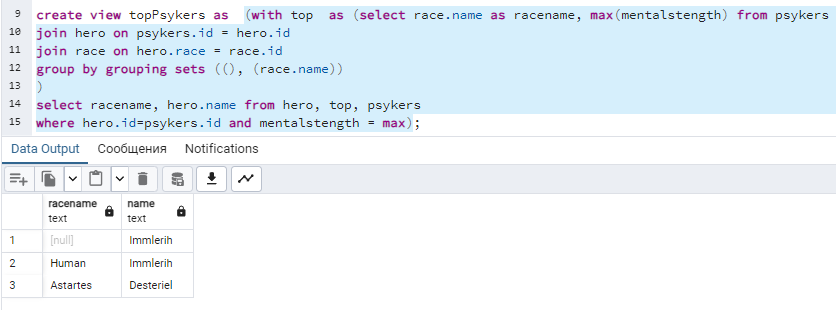 9 create view topPsykers as (with top as (select race.name as racename, max(mentalstength) from psykers
10 join hero on psykers.id = hero.id
11 join race on hero.race = race.id
12 group by grouping sets ((), (race.name))
13 )
14 select racename, hero.name from hero, top, psykers
15 where hero.id=psykers.id and mentalstength = max);
Data Output Сообщения Notifications
racename text name text
1 [null] Immlerih
2 Human Immlerih
3 Astartes Desteriel